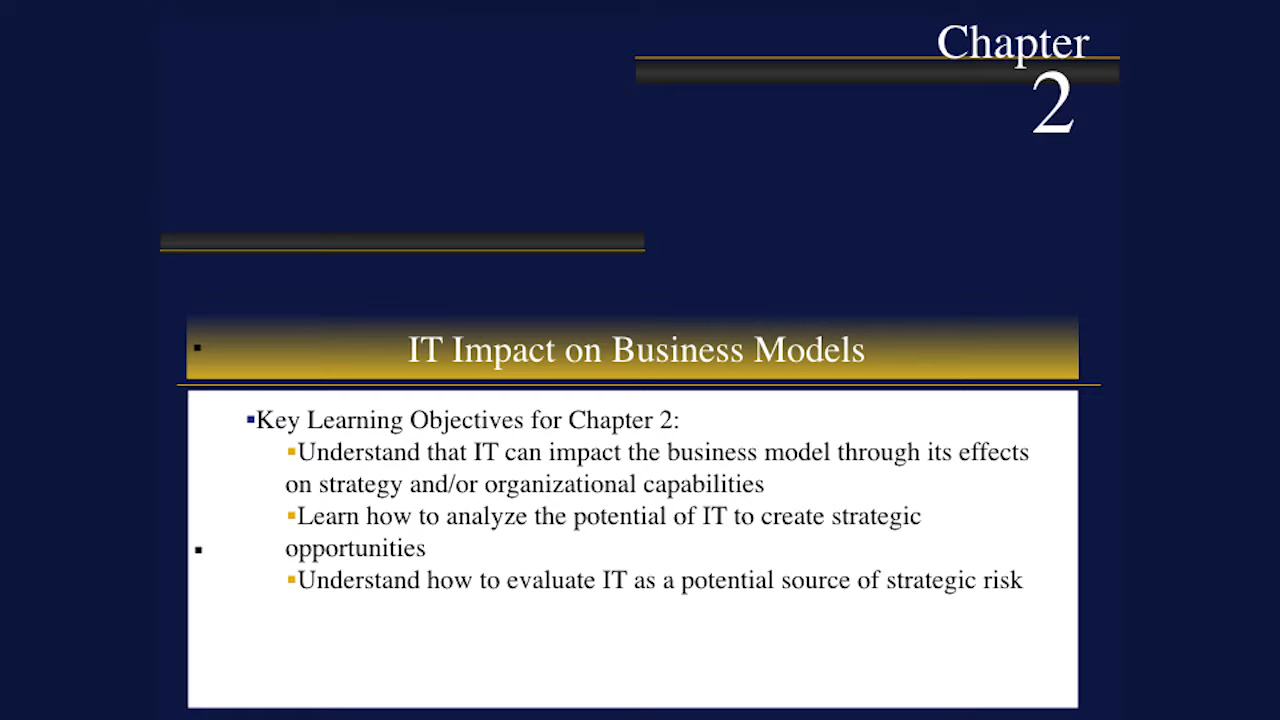 Chapter
2
IT Impact on Business Models
▪Key Learning Objectives for Chapter 2:
▪Understand that IT can impact the business model through its effects
on strategy and/or organizational capabilities
▪Learn how to analyze the potential of IT to create strategic
opportunities
▪Understand how to evaluate IT as a potential source of strategic risk